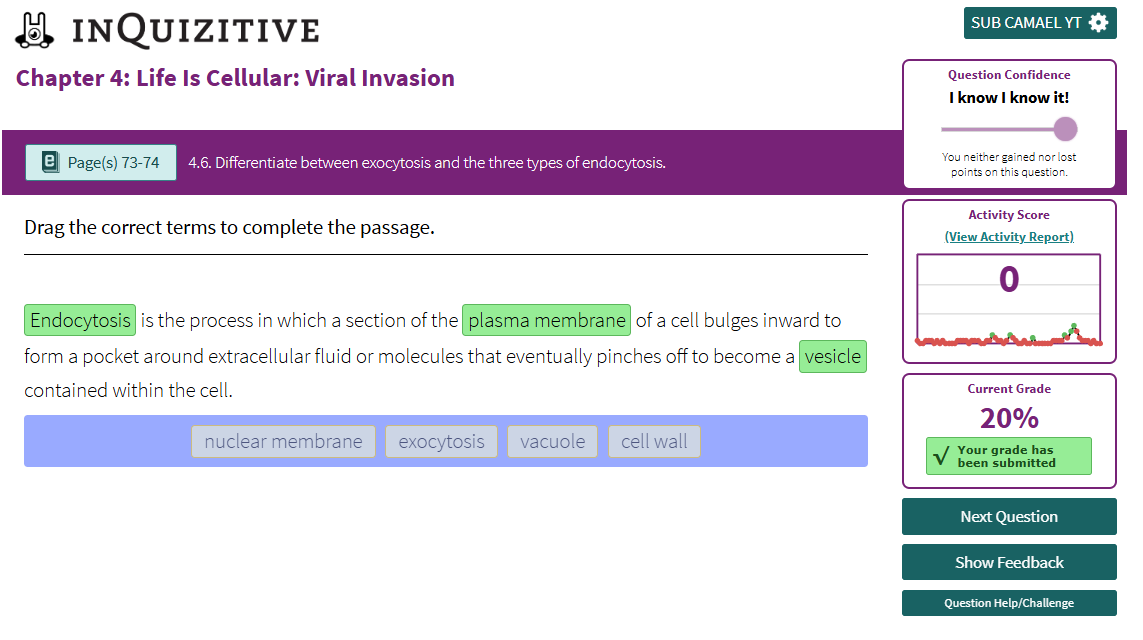 INQUIZITIVE
SUB CAMAEL YT
Chapter 4: Life Is Cellular: Viral Invasion
Question Confidence
I know I know it!
You neither gained nor lost
points on this question.
e Page(s) 73-74
4.6. Differentiate between exocytosis and the three types of endocytosis.
Drag the correct terms to complete the passage.
Endocytosis is the process in which a section of the plasma membrane of a cell bulges inward to
form a pocket around extracellular fluid or molecules that eventually pinches off to become a vesicle
contained within the cell.
nuclear membrane exocytosis vacuole cell wall
Activity Score
(View Activity Report)
0
Current Grade
20%
√ Your grade has
been submitted
Next Question
Show Feedback
Question Help/Challenge